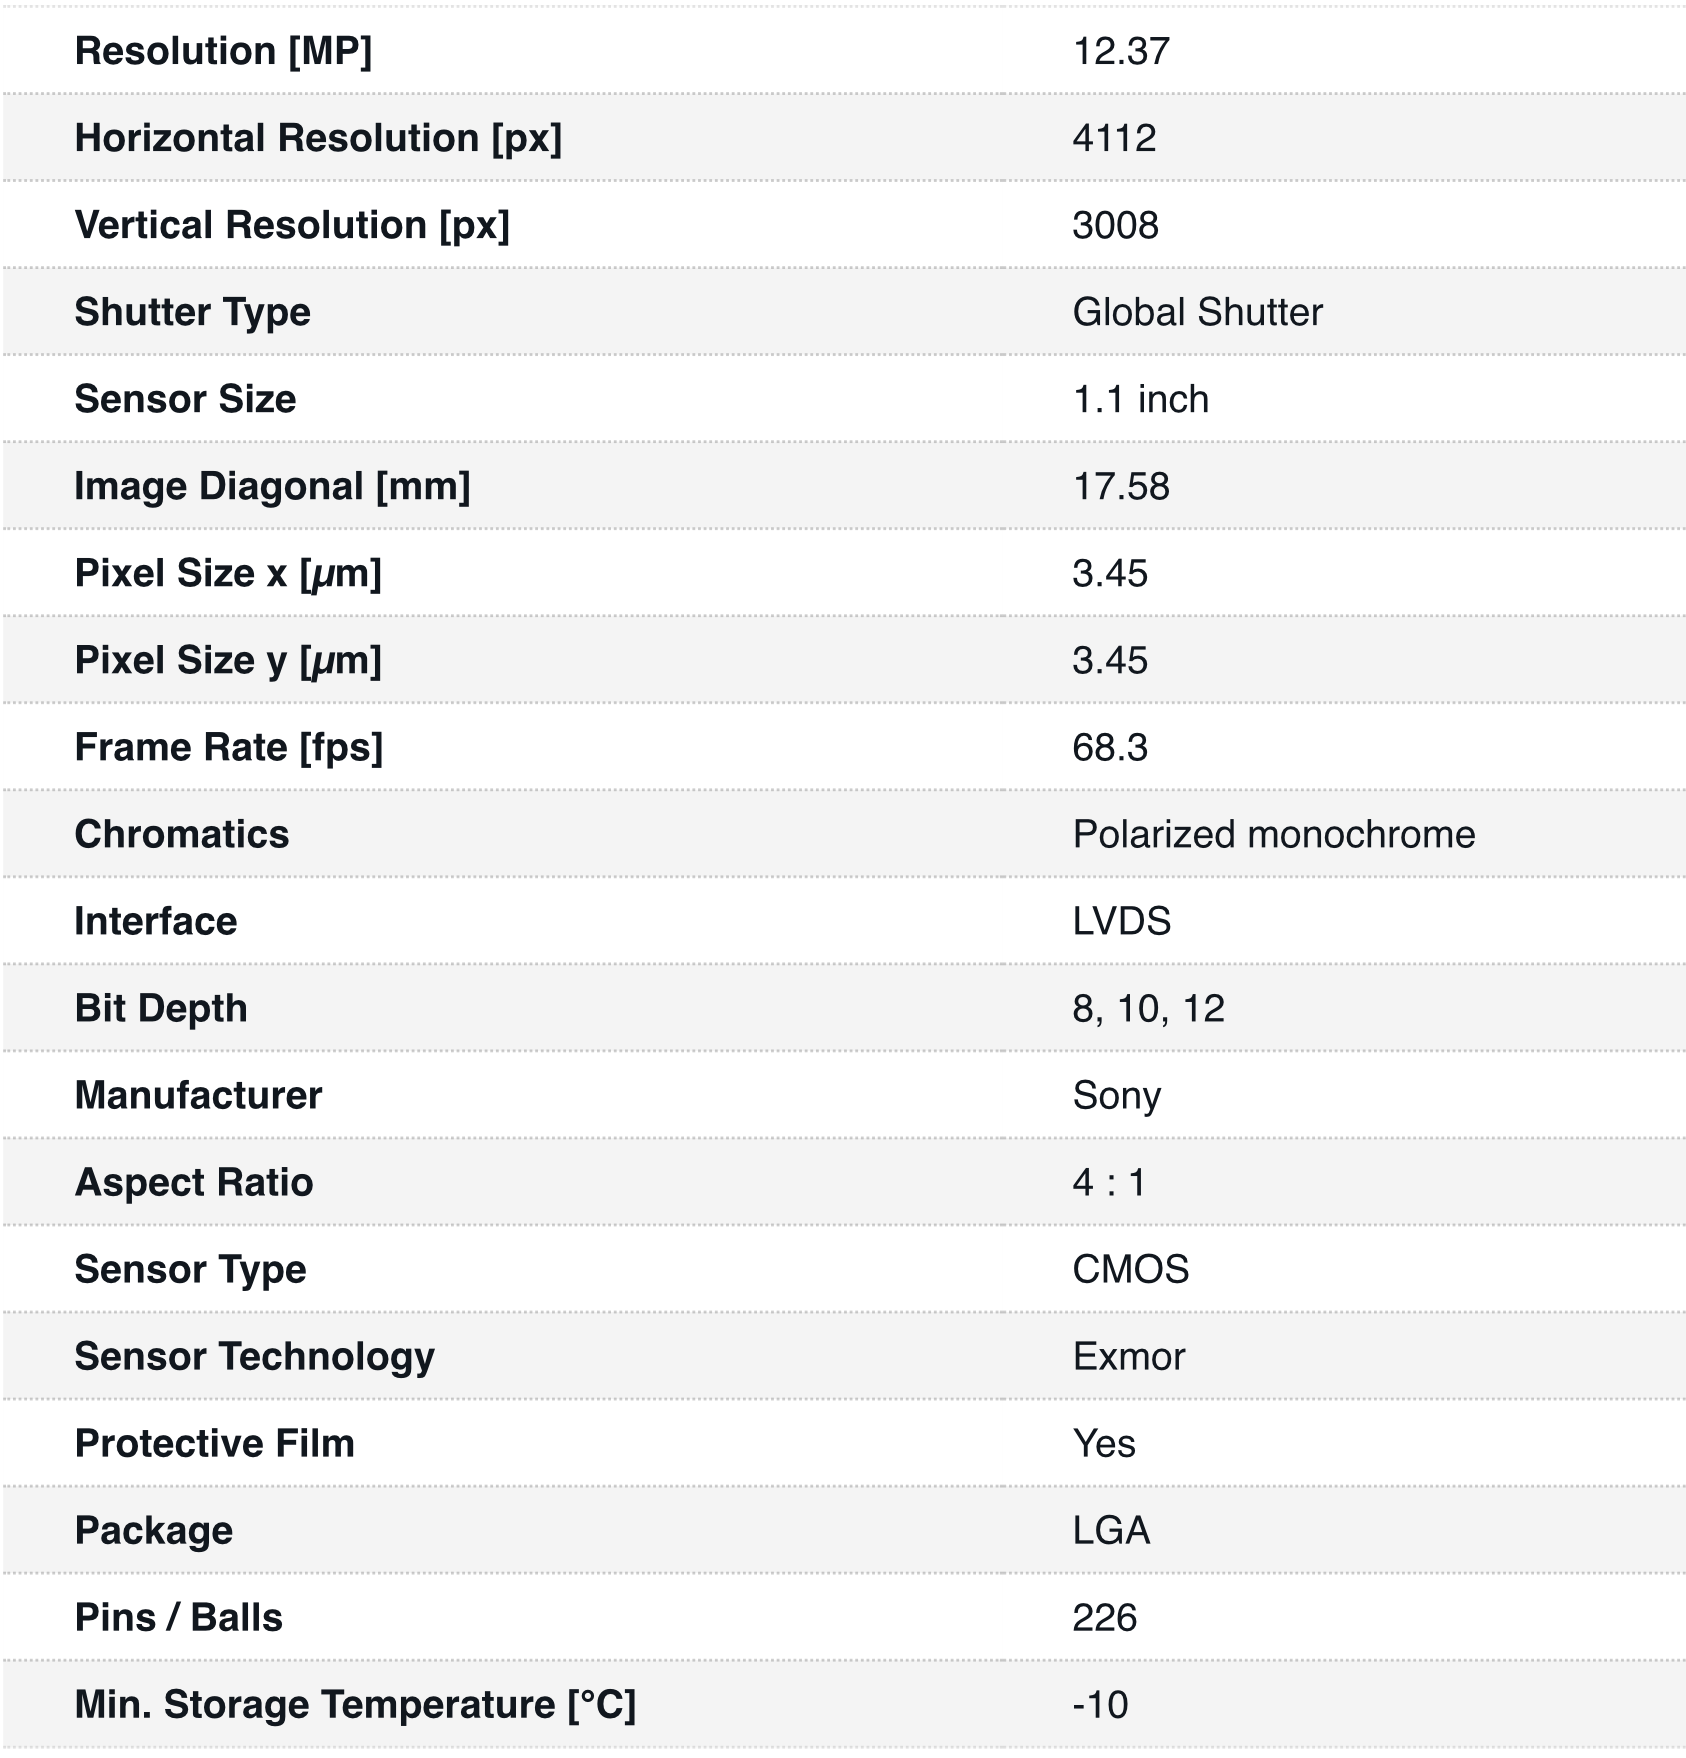 Resolution [MP] 12.37
Horizontal Resolution [px] 4112
Vertical Resolution [px] 3008
Shutter Type Global Shutter
Sensor Size 1.1 inch
Image Diagonal [mm] 17.58
Pixel Size x [µm] 3.45
Pixel Size y [µm] 3.45
Frame Rate [fps] 68.3
Chromatics Polarized monochrome
Interface LVDS
Bit Depth 8, 10, 12
Manufacturer Sony
Aspect Ratio 4 : 1
Sensor Type CMOS
Sensor Technology Exmor
Protective Film Yes
Package LGA
Pins / Balls 226
Min. Storage Temperature [°C] -10